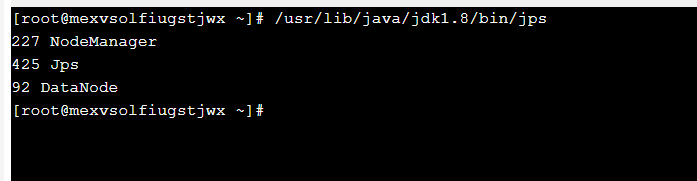 [root@mexvsolfiugstjwx ~]# /usr/lib/java/jdk1.8/bin/jps
227 NodeManager
425 Jps
92 DataNode
[root@mexvsolfiugstjwx ~]#